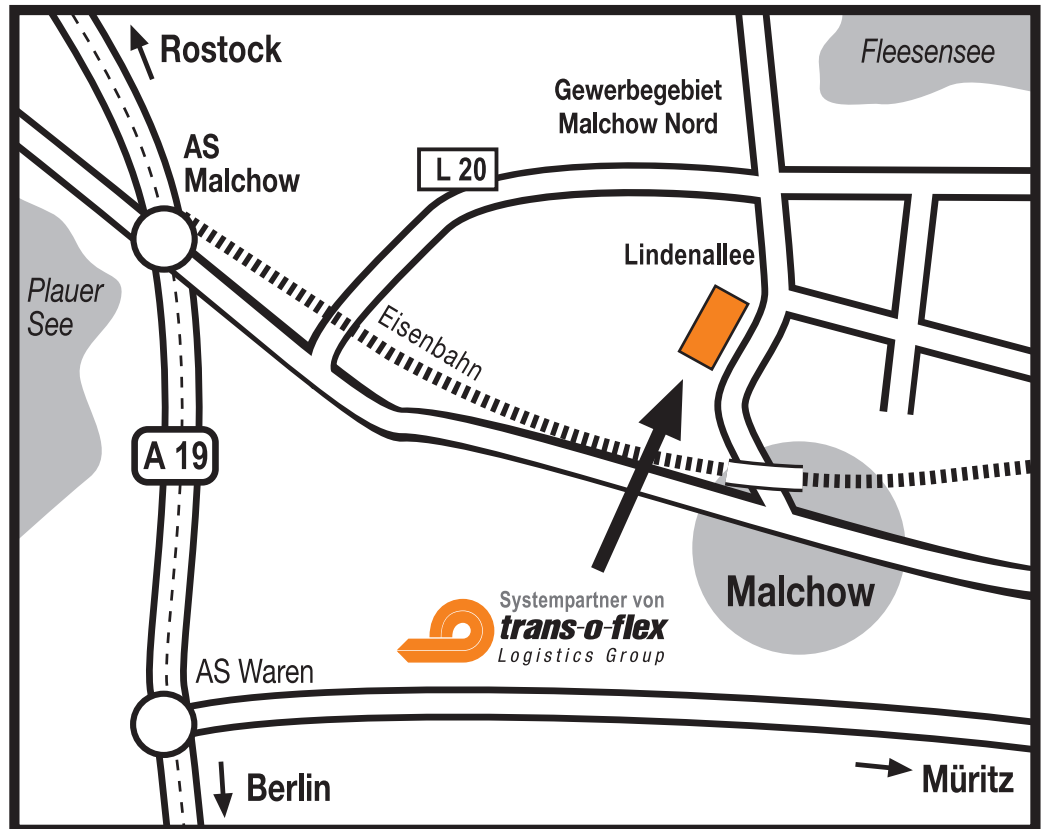 Rostock
Fleesensee
Gewerbegebiet
Malchow Nord
AS
Malchow
L 20
Lindenallee
Plauer
See
Eisenbahn
A 19
Malchow
Systempartner von
trans-o-flex
Logistics Group
AS Waren
Berlin
Müritz